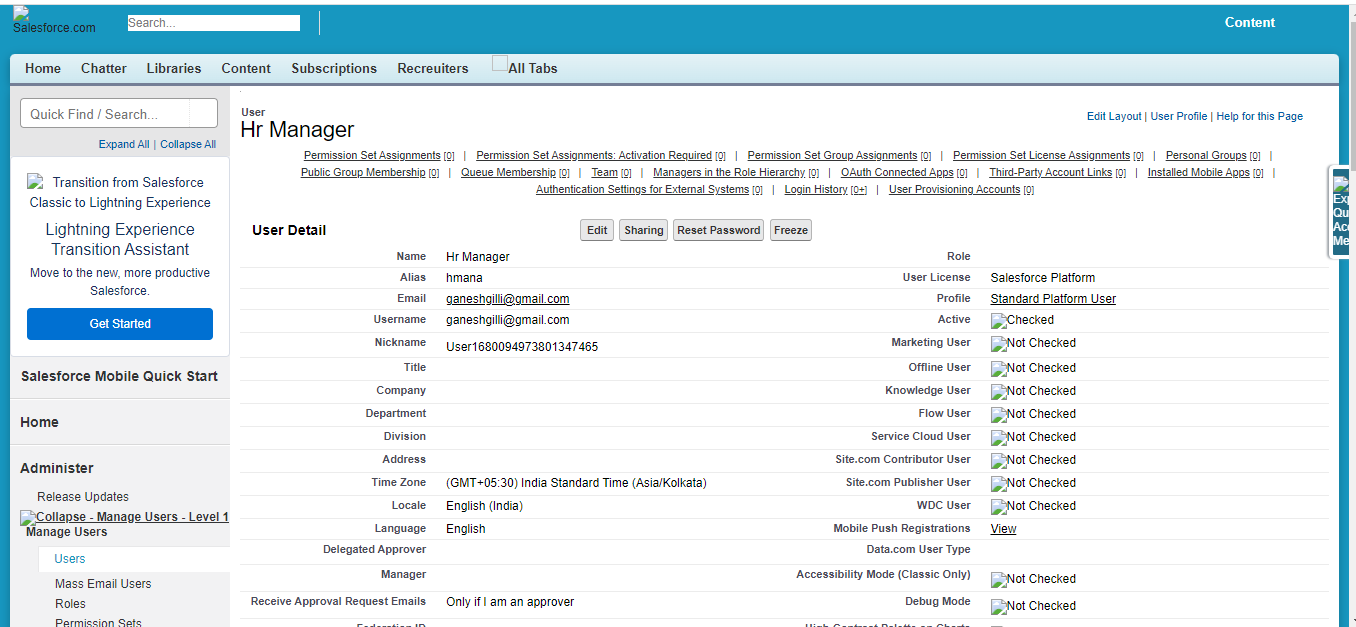 Salesforce.com
Search...
Content
Home Chatter Libraries Content Subscriptions Recreuiters All Tabs
Quick Find / Search...
Expand All | Collapse All
Transition from Salesforce
Classic to Lightning Experience
Lightning Experience
Transition Assistant
Move to the new, more productive
Salesforce.
Get Started
Salesforce Mobile Quick Start
Home
Administer
Release Updates
Collapse - Manage Users - Level 1
Manage Users
Users
Mass Email Users
Roles
Permission Sets
User
Hr Manager
Edit Layout | User Profile | Help for this Page
Permission Set Assignments [0] | Permission Set Assignments: Activation Required [0] | Permission Set Group Assignments [0] | Permission Set License Assignments [0] | Personal Groups [0] |
Public Group Membership [0] | Queue Membership [0] | Team [0] | Managers in the Role Hierarchy [0] | OAuth Connected Apps [0] | Third-Party Account Links [0] | Installed Mobile Apps [0] |
Authentication Settings for External Systems [0] | Login History [0+] | User Provisioning Accounts [0]
User Detail Edit Sharing Reset Password Freeze
Name Hr Manager Role
Alias hmana User License Salesforce Platform
Email ganeshgilli@gmail.com Profile Standard Platform User
Username ganeshgilli@gmail.com Active Checked
Nickname User1680094973801347465 Marketing User Not Checked
Title Offline User Not Checked
Company Knowledge User Not Checked
Department Flow User Not Checked
Division Service Cloud User Not Checked
Address Site.com Contributor User Not Checked
Time Zone (GMT+05:30) India Standard Time (Asia/Kolkata) Site.com Publisher User Not Checked
Locale English (India) WDC User Not Checked
Language English Mobile Push Registrations View
Delegated Approver Data.com User Type
Manager Accessibility Mode (Classic Only) Not Checked
Receive Approval Request Emails Only if I am an approver Debug Mode Not Checked
Federation ID High Contrast Palette on Charts